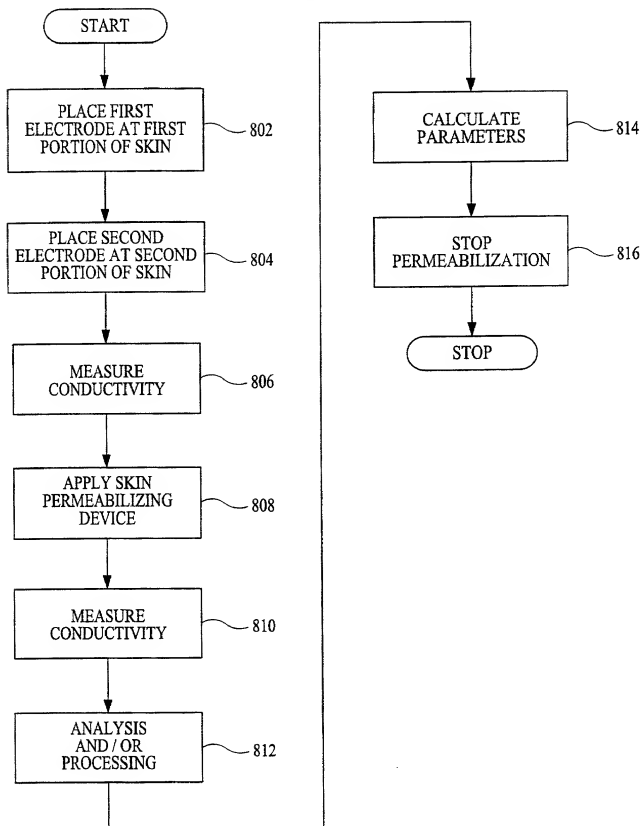 START
PLACE FIRST
ELECTRODE AT FIRST
PORTION OF SKIN
802
PLACE SECOND
ELECTRODE AT SECOND
PORTION OF SKIN
804
MEASURE
CONDUCTIVITY
806
APPLY SKIN
PERMEABILIZING
DEVICE
808
MEASURE
CONDUCTIVITY
810
ANALYSIS
AND / OR
PROCESSING
812
CALCULATE
PARAMETERS
814
STOP
PERMEABILIZATION
816
STOP